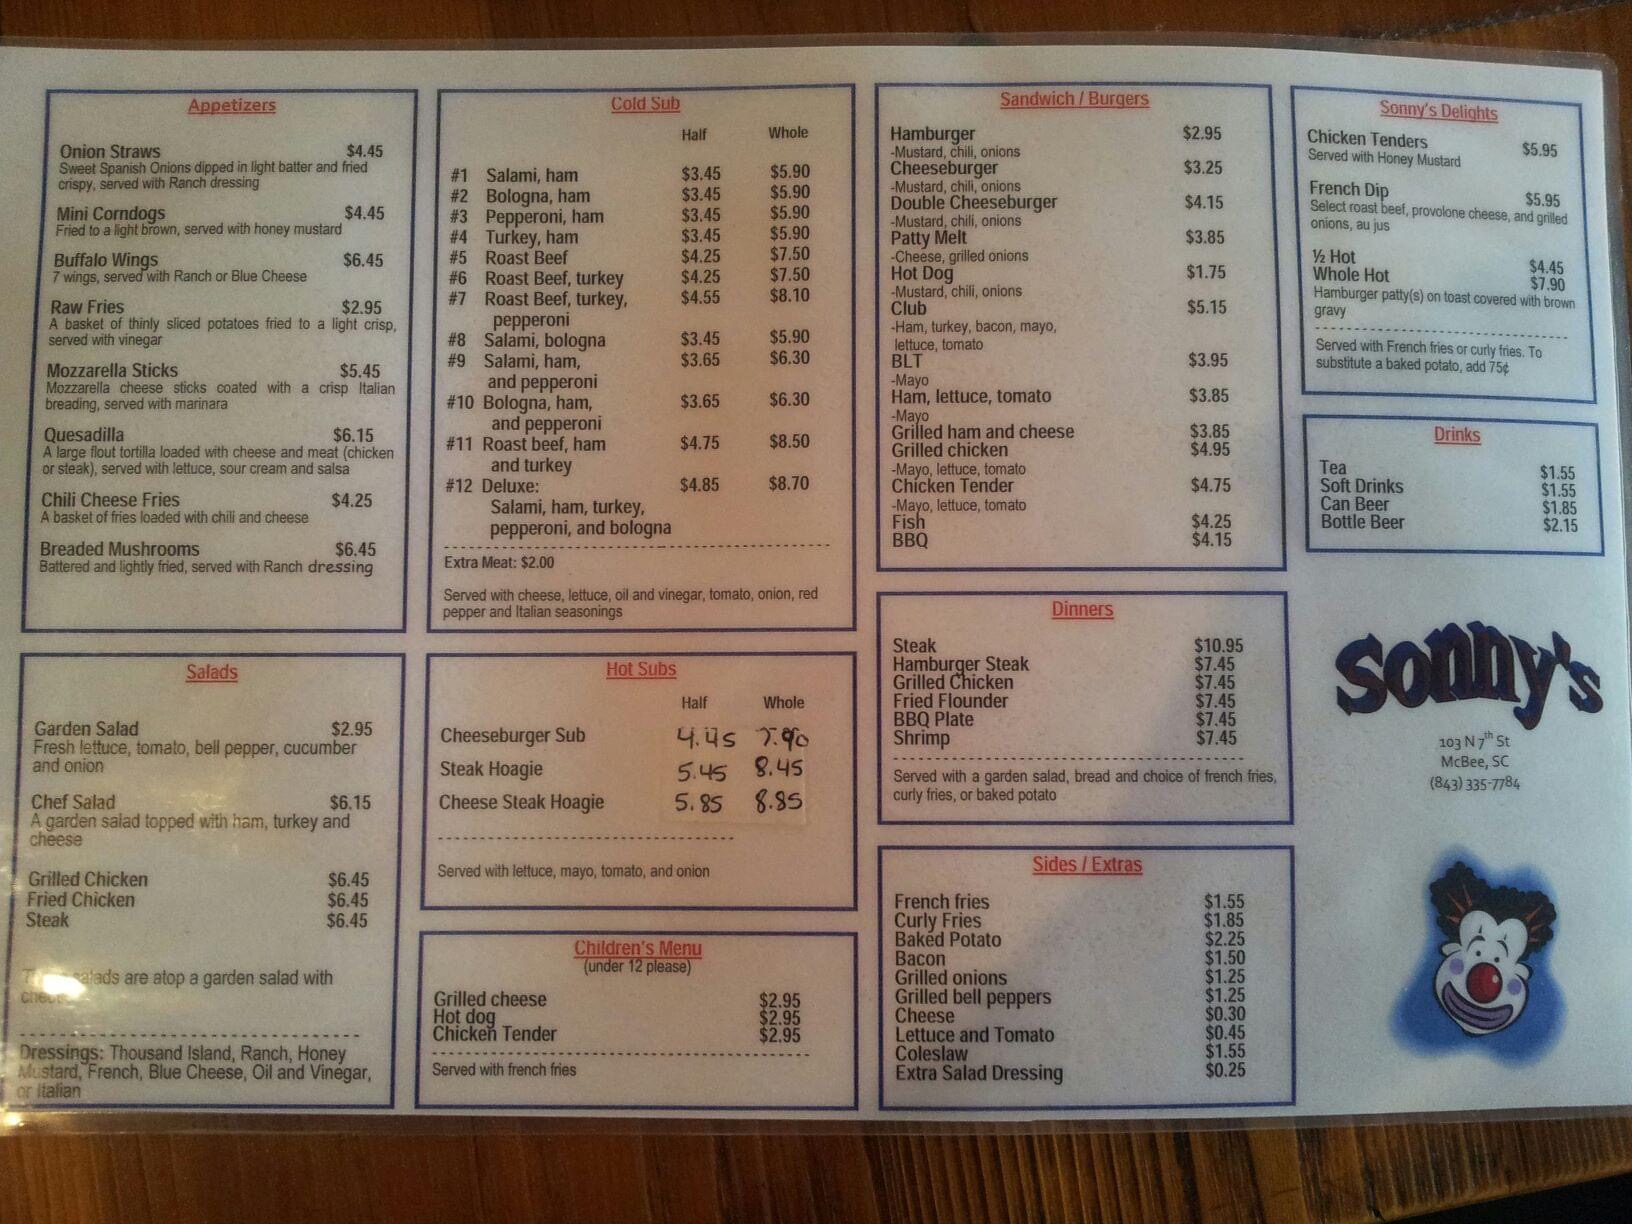 Appetizers
Onion Straws $4.45
Sweet Spanish Onions dipped in light batter and fried
crispy, served with Ranch dressing
Mini Corndogs $4.45
Fried to a light brown, served with honey mustard
Buffalo Wings $6.45
7 wings, served with Ranch or Blue Cheese
Raw Fries $2.95
A basket of thinly sliced potatoes fried to a light crisp,
served with vinegar
Mozzarella Sticks $5.45
Mozzarella cheese sticks coated with a crisp Italian
breading, served with marinara
Quesadilla $6.15
A large flout tortilla loaded with cheese and meat (chicken
or steak), served with lettuce, sour cream and salsa
Chili Cheese Fries $4.25
A basket of fries loaded with chili and cheese
Breaded Mushrooms $6.45
Battered and lightly fried, served with Ranch dressing
Salads
Garden Salad $2.95
Fresh lettuce, tomato, bell pepper, cucumber
and onion
Chef Salad $6.15
A garden salad topped with ham, turkey and
cheese
Grilled Chicken $6.45
Fried Chicken $6.45
Steak $6.45
salads are atop a garden salad with
Dressings: Thousand Island, Ranch, Honey
Mustard, French, Blue Cheese, Oil and Vinegar,
or Italian
Cold Sub
Half Whole
#1 Salami, ham $3.45 $5.90
#2 Bologna, ham $3.45 $5.90
#3 Pepperoni, ham $3.45 $5.90
#4 Turkey, ham $3.45 $5.90
#5 Roast Beef $4.25 $7.50
#6 Roast Beef, turkey $4.25 $7.50
#7 Roast Beef, turkey, $4.55 $8.10
pepperoni
#8 Salami, bologna $3.45 $5.90
#9 Salami, ham, $3.65 $6.30
and pepperoni
#10 Bologna, ham, $3.65 $6.30
and pepperoni
#11 Roast beef, ham $4.75 $8.50
and turkey
#12 Deluxe: $4.85 $8.70
Salami, ham, turkey,
pepperoni, and bologna
Extra Meat: $2.00
Served with cheese, lettuce, oil and vinegar, tomato, onion, red
pepper and Italian seasonings
Hot Subs
Half Whole
Cheeseburger Sub 4.45 7.90
Steak Hoagie 5.45 8.45
Cheese Steak Hoagie 5.85 8.85
Served with lettuce, mayo, tomato, and onion
Children's Menu
(under 12 please)
Grilled cheese $2.95
Hot dog $2.95
Chicken Tender $2.95
Served with french fries
Sandwich / Burgers
Hamburger $2.95
-Mustard, chili, onions
Cheeseburger $3.25
-Mustard, chili, onions
Double Cheeseburger $4.15
-Mustard, chili, onions
Patty Melt $3.85
-Cheese, grilled onions
Hot Dog $1.75
-Mustard, chili, onions
Club $5.15
-Ham, turkey, bacon, mayo,
lettuce, tomato
BLT $3.95
-Mayo
Ham, lettuce, tomato $3.85
-Mayo
Grilled ham and cheese $3.85
Grilled chicken $4.95
-Mayo, lettuce, tomato
Chicken Tender $4.75
-Mayo, lettuce, tomato
Fish $4.25
BBQ $4.15
Dinners
Steak $10.95
Hamburger Steak $7.45
Grilled Chicken $7.45
Fried Flounder $7.45
BBQ Plate $7.45
Shrimp $7.45
Served with a garden salad, bread and choice of french fries,
curly fries, or baked potato
Sides / Extras
French fries $1.55
Curly Fries $1.85
Baked Potato $2.25
Bacon $1.50
Grilled onions $1.25
Grilled bell peppers $1.25
Cheese $0.30
Lettuce and Tomato $0.45
Coleslaw $1.55
Extra Salad Dressing $0.25
Sonny's Delights
Chicken Tenders $5.95
Served with Honey Mustard
French Dip $5.95
Select roast beef, provolone cheese, and grilled
onions, au jus
½ Hot $4.45
Whole Hot $7.90
Hamburger patty(s) on toast covered with brown
gravy
Served with French fries or curly fries. To
substitute a baked potato, add 75¢
Drinks
Tea $1.55
Soft Drinks $1.55
Can Beer $1.85
Bottle Beer $2.15
Sonny's
103 N 7th St
McBee, SC
(843) 335-7784